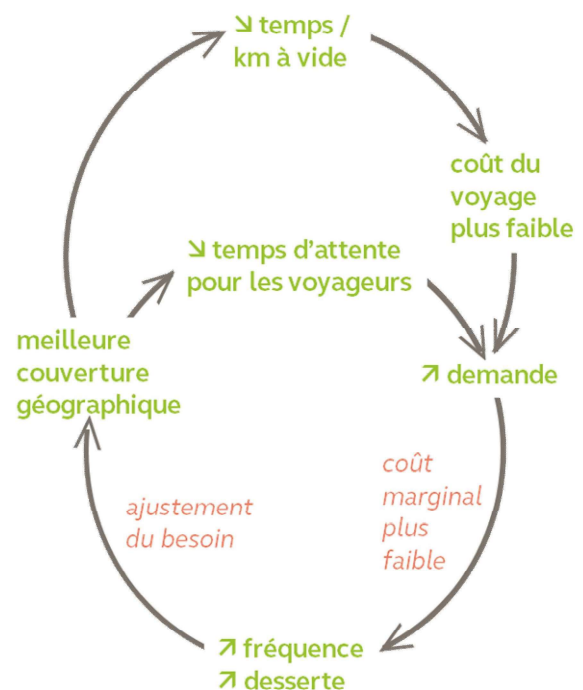 ↘ temps /
km à vide
coût du
voyage
plus faible
↘ temps d'attente
pour les voyageurs
meilleure
couverture
géographique
↗ demande
coût
marginal
plus
faible
ajustement
du besoin
↗ fréquence
↗ desserte